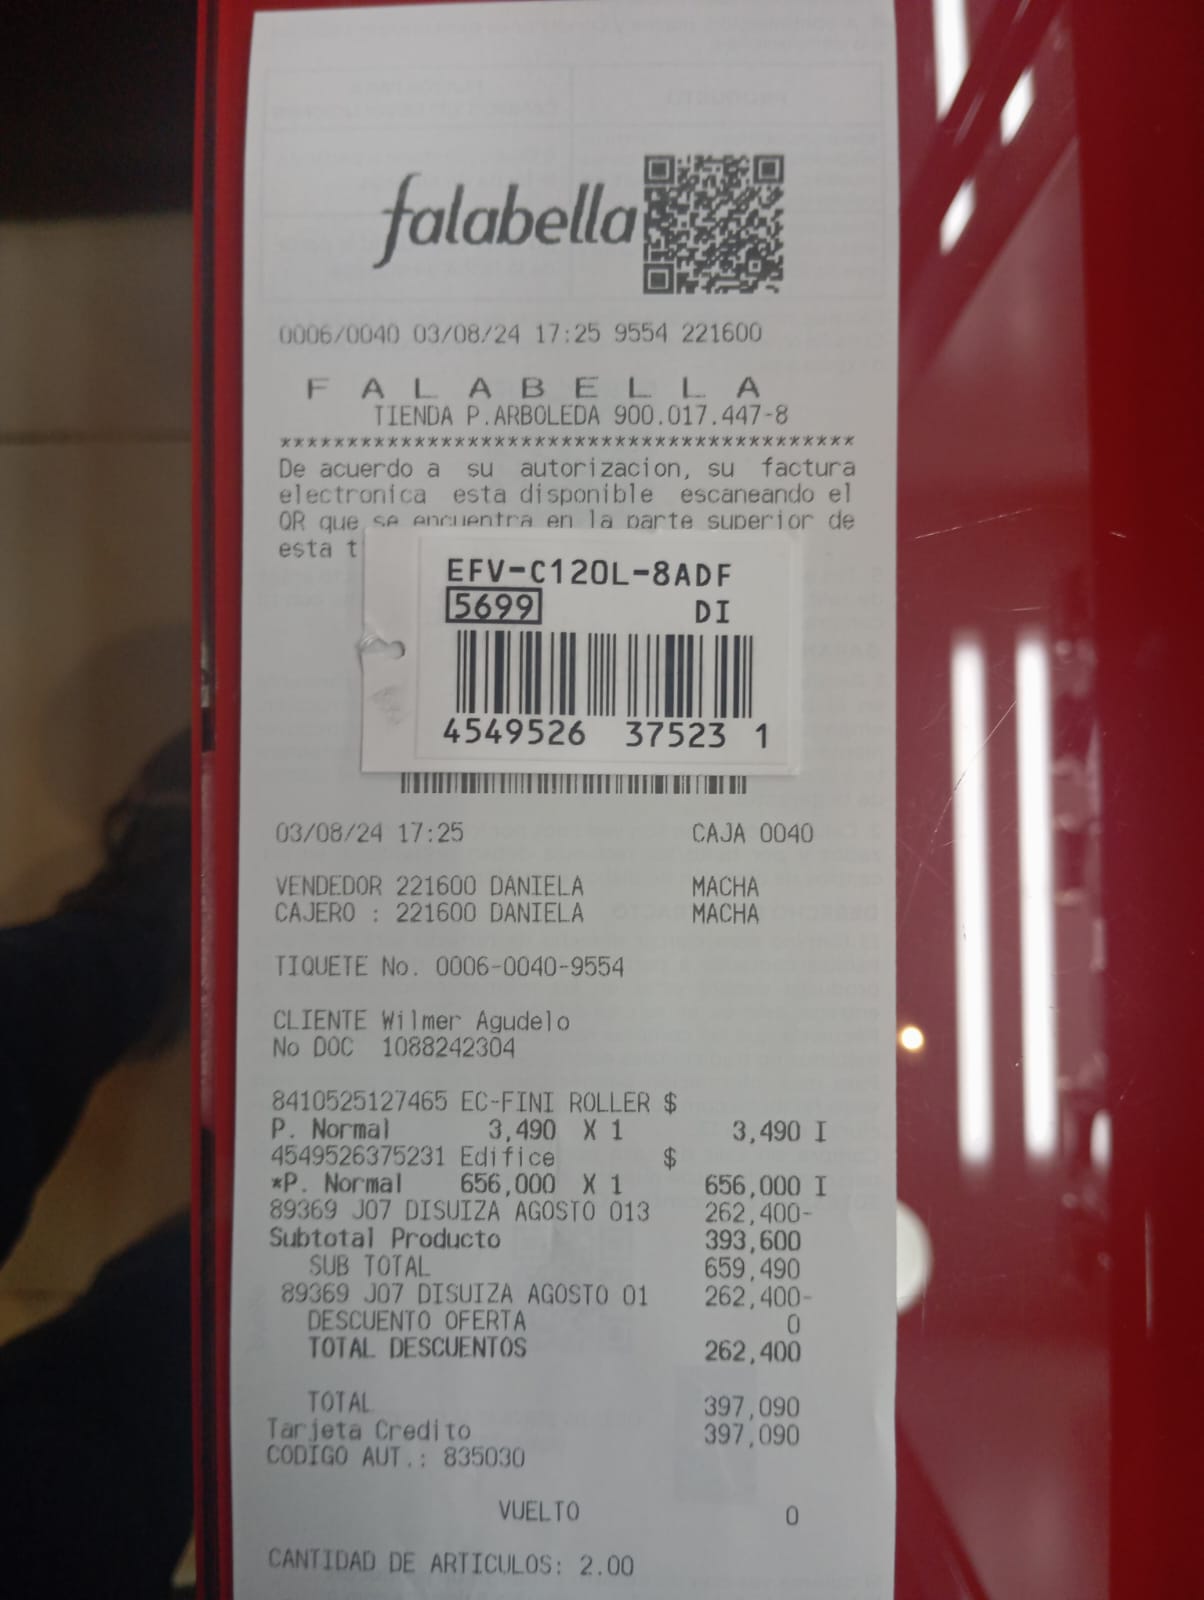 falabella
0006/0040 03/08/24 17:25 9554 221600
F A L A B E L L A
TIENDA P.ARBOLEDA 900.017.447-8
*******************************************
De acuerdo a su autorizacion, su factura
electronica esta disponible escaneando el
QR que se encuentra en la parte superior de
esta t
EFV-C120L-8ADF
5699 DI
4549526 37523 1
03/08/24 17:25 CAJA 0040
VENDEDOR 221600 DANIELA MACHA
CAJERO : 221600 DANIELA MACHA
TIQUETE No. 0006-0040-9554
CLIENTE Wilmer Agudelo
No DOC 1088242304
8410525127465 EC-FINI ROLLER $
P. Normal 3,490 X 1 3,490 I
4549526375231 Edifice $
*P. Normal 656,000 X 1 656,000 I
89369 J07 DISUIZA AGOSTO 013 262,400-
Subtotal Producto 393,600
SUB TOTAL 659,490
89369 J07 DISUIZA AGOSTO 01 262,400-
DESCUENTO OFERTA 0
TOTAL DESCUENTOS 262,400
TOTAL 397,090
Tarjeta Credito 397,090
CODIGO AUT.: 835030
VUELTO 0
CANTIDAD DE ARTICULOS: 2.00